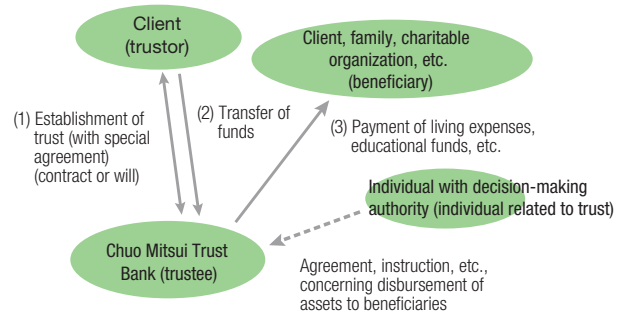 Client
(trustor)
Client, family, charitable
organization, etc.
(beneficiary)
(1) Establishment of
trust (with special
agreement)
(contract or will)
(2) Transfer of
funds
(3) Payment of living expenses,
educational funds, etc.
Individual with decision-making
authority (individual related to trust)
Chuo Mitsui Trust
Bank (trustee)
Agreement, instruction, etc.,
concerning disbursement of
assets to beneficiaries